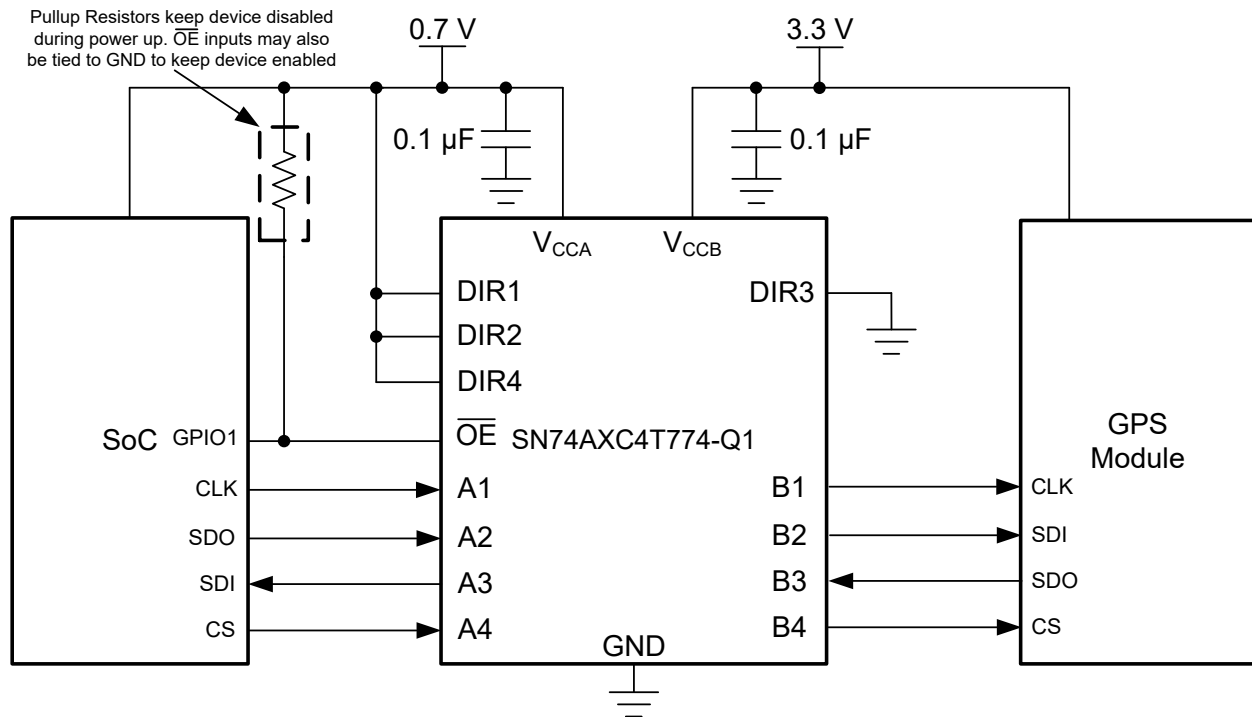 Pullup Resistors keep device disabled
during power up. O̅E̅ inputs may also
be tied to GND to keep device enabled
0.7 V
3.3 V
0.1 µF
0.1 µF
VCCA
VCCB
DIR1
DIR3
DIR2
DIR4
SoC
GPIO1
O̅E̅
SN74AXC4T774-Q1
GPS
Module
CLK
A1
B1
CLK
SDO
A2
B2
SDI
SDI
A3
B3
SDO
CS
A4
B4
CS
GND